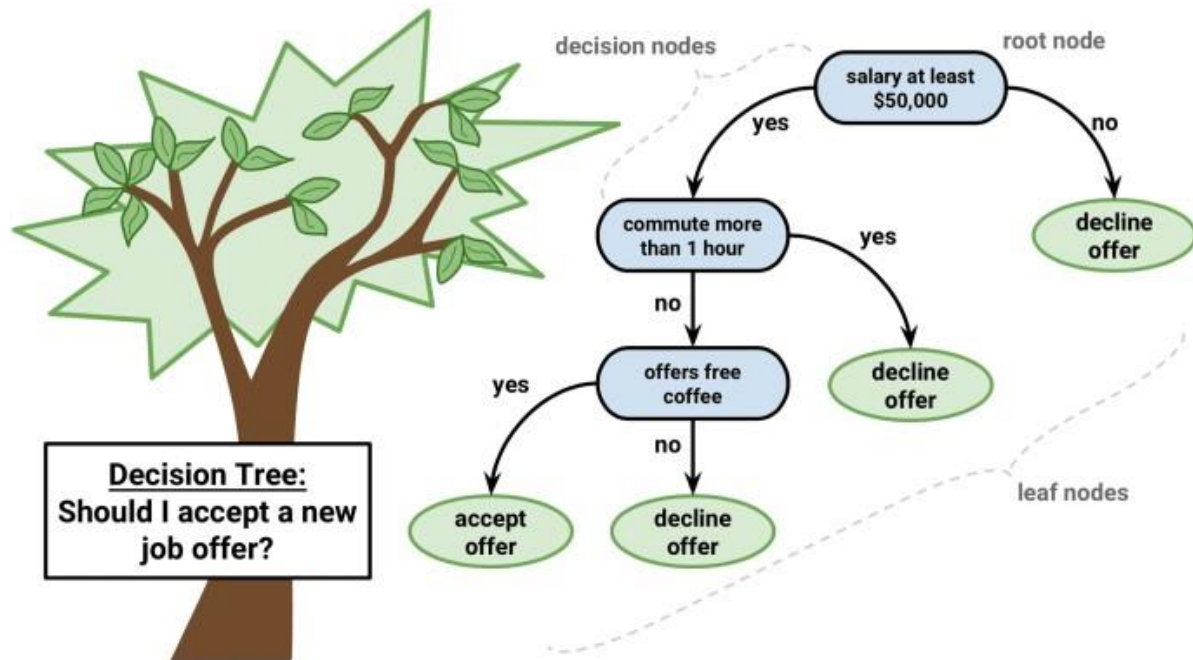 decision nodes
root node
salary at least
$50,000
yes
no
commute more
than 1 hour
yes
decline
offer
no
offers free
coffee
decline
offer
yes
no
leaf nodes
accept
offer
decline
offer
Decision Tree:
Should I accept a new
job offer?